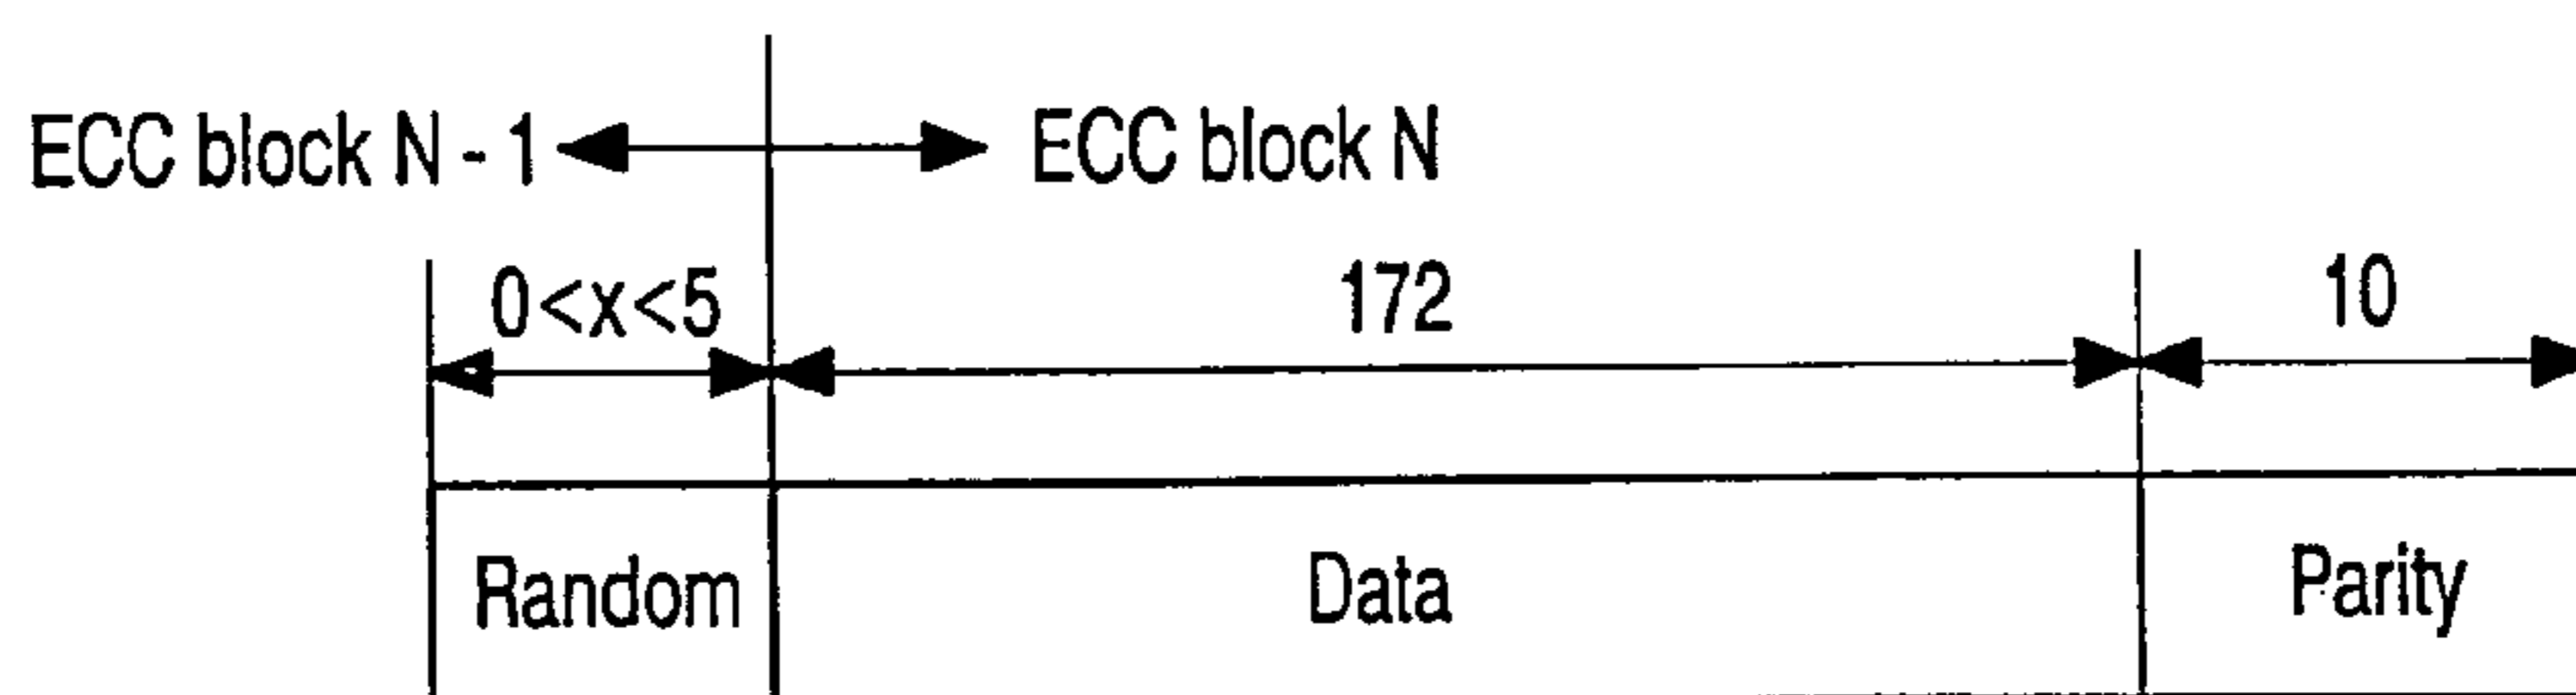 ECC block N - 1 ECC block N
0<x<5 172 10
Random Data Parity